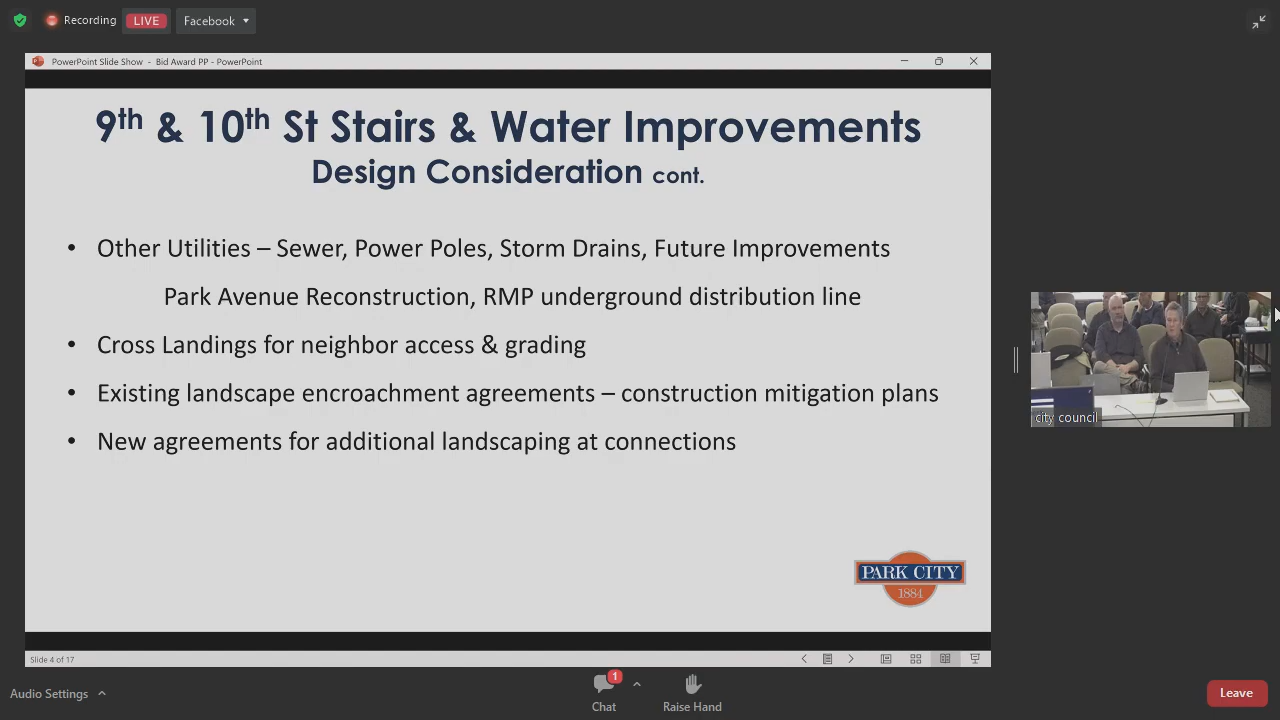 Recording LIVE Facebook
PowerPoint Slide Show - Bid Award PP - PowerPoint
9th & 10th St Stairs & Water Improvements
Design Consideration cont.
• Other Utilities – Sewer, Power Poles, Storm Drains, Future Improvements
Park Avenue Reconstruction, RMP underground distribution line
• Cross Landings for neighbor access & grading
• Existing landscape encroachment agreements – construction mitigation plans
• New agreements for additional landscaping at connections
PARK CITY
1884
Slide 4 of 17
city council
Audio Settings
1
Chat
Raise Hand
Leave